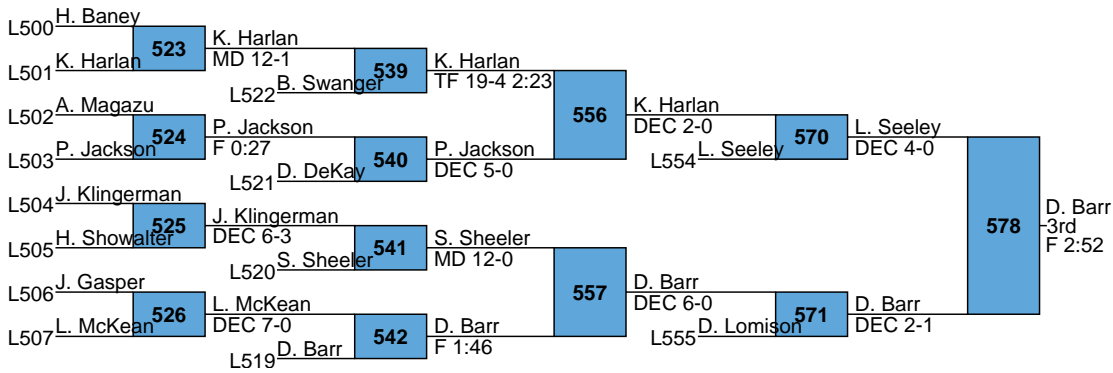 H. Baney
L500
523
K. Harlan
MD 12-1
K. Harlan
L501
539
K. Harlan
TF 19-4 2:23
B. Swanger
L522
556
K. Harlan
DEC 2-0
A. Magazu
L502
524
P. Jackson
F 0:27
P. Jackson
L503
540
P. Jackson
DEC 5-0
D. DeKay
L521
570
L. Seeley
DEC 4-0
L. Seeley
L554
J. Klingerman
L504
525
J. Klingerman
DEC 6-3
H. Showalter
L505
541
S. Sheeler
MD 12-0
S. Sheeler
L520
578
D. Barr
3rd
F 2:52
557
D. Barr
DEC 6-0
J. Gasper
L506
526
L. McKean
DEC 7-0
L. McKean
L507
542
D. Barr
F 1:46
D. Barr
L519
571
D. Barr
DEC 2-1
D. Lomison
L555